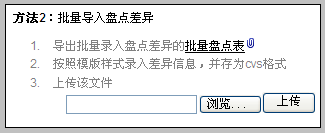 方法2：批量导入盘点差异
1. 导出批量录入盘点差异的批量盘点表
2. 按照模版样式录入差异信息，并存为cvs格式
3. 上传该文件
浏览... 上传